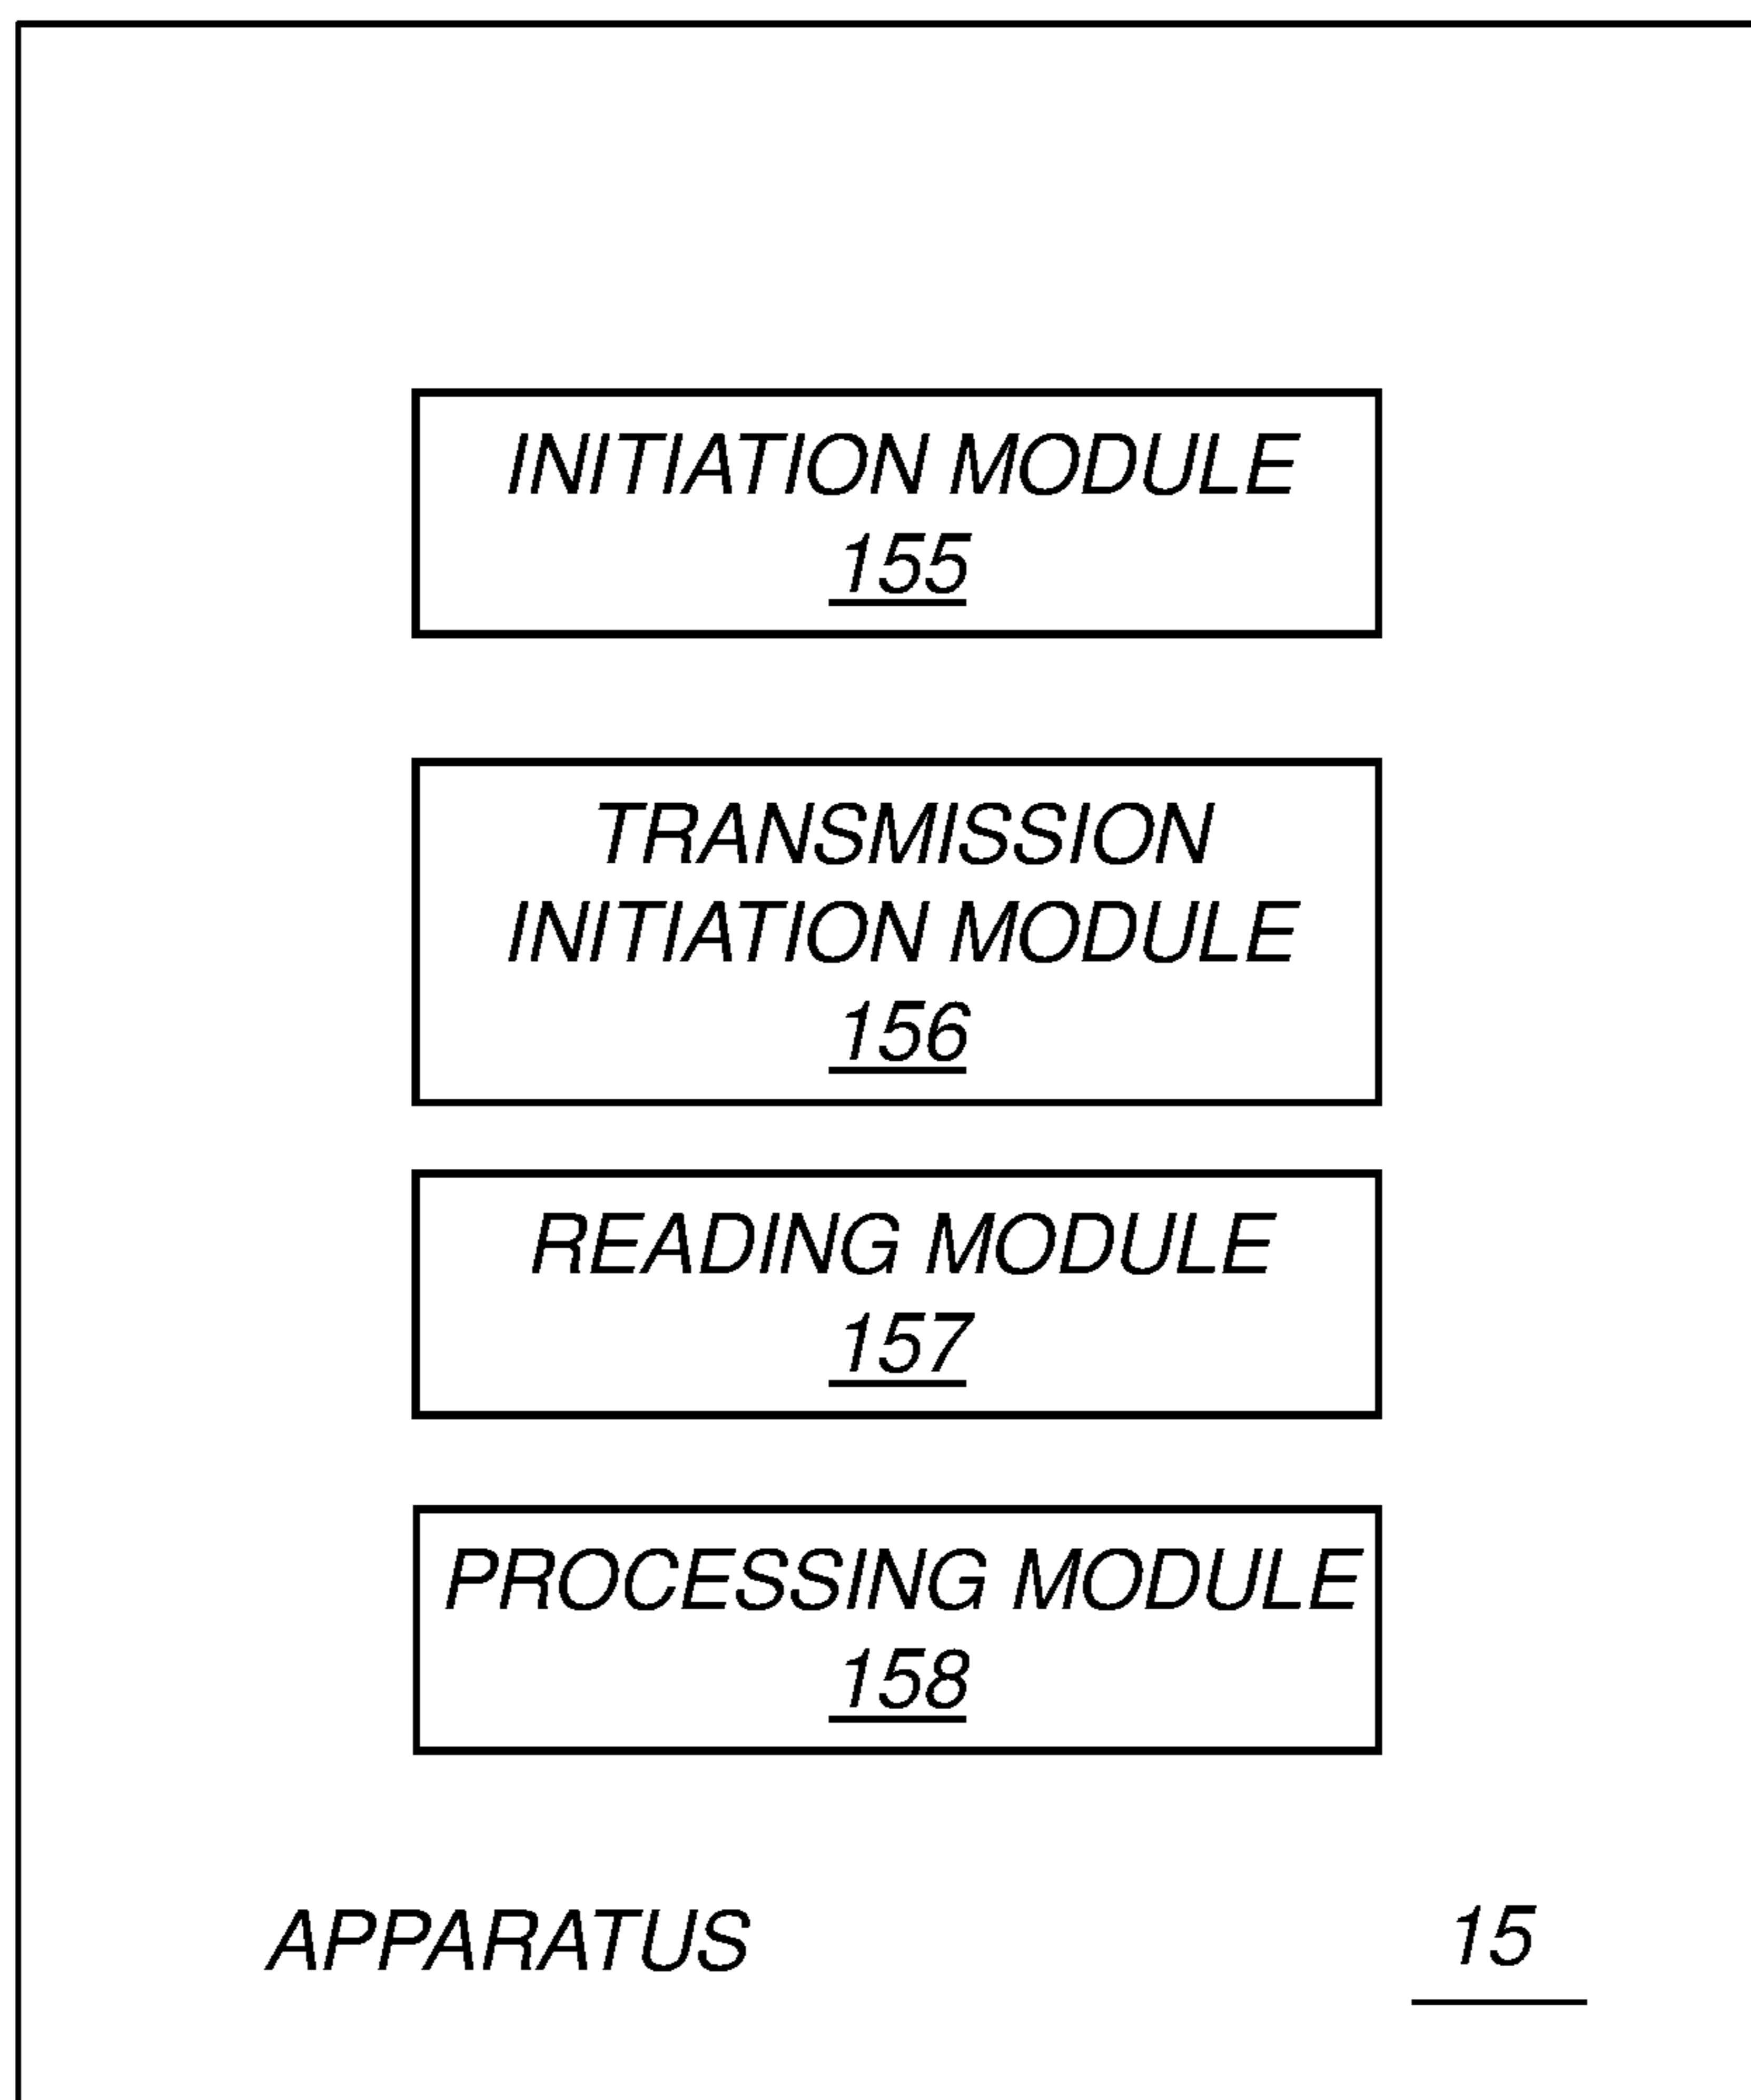 INITIATION MODULE
155
TRANSMISSION
INITIATION MODULE
156
READING MODULE
157
PROCESSING MODULE
158
APPARATUS 15